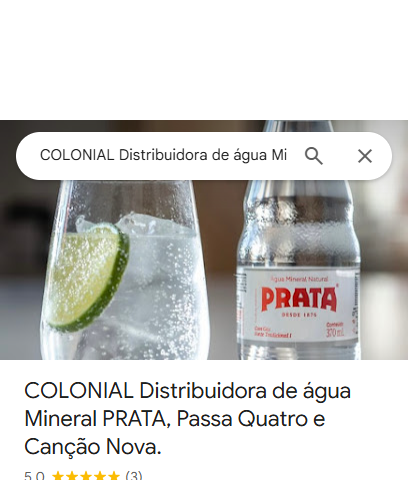 COLONIAL Distribuidora de água Mi
Água Mineral Natural
PRATA
DESDE 1876
Conteúdo
370 mL
COLONIAL Distribuidora de água
Mineral PRATA, Passa Quatro e
Canção Nova.
5,0 (3)